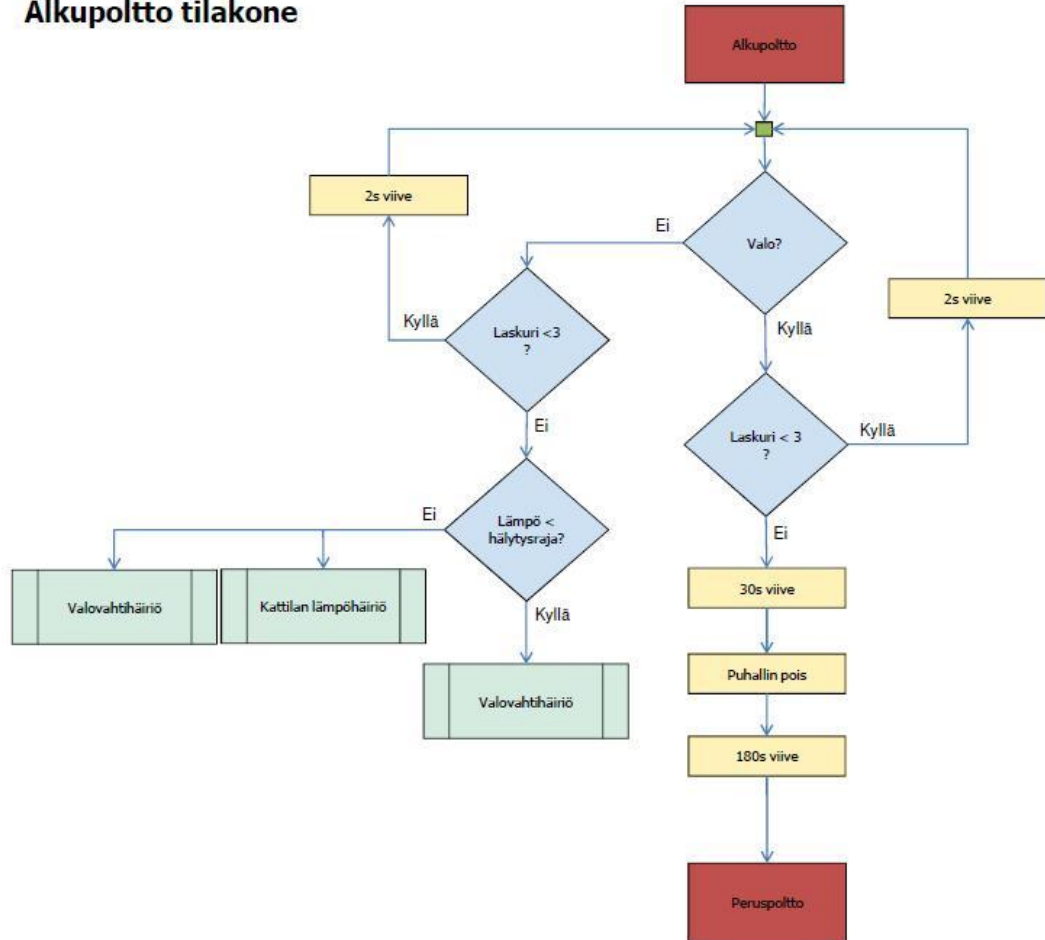 Alkupoltto tilakone
Alkupoltto
2s viive
Ei
Valo?
2s viive
Kyllä
Laskuri <3
?
Kyllä
Ei
Laskuri < 3
?
Kyllä
Ei
Lämpö <
hälytysraja?
Ei
Valovahtihäiriö
Kattilan lämpöhäiriö
Kyllä
Valovahtihäiriö
30s viive
Puhallin pois
180s viive
Peruspoltto